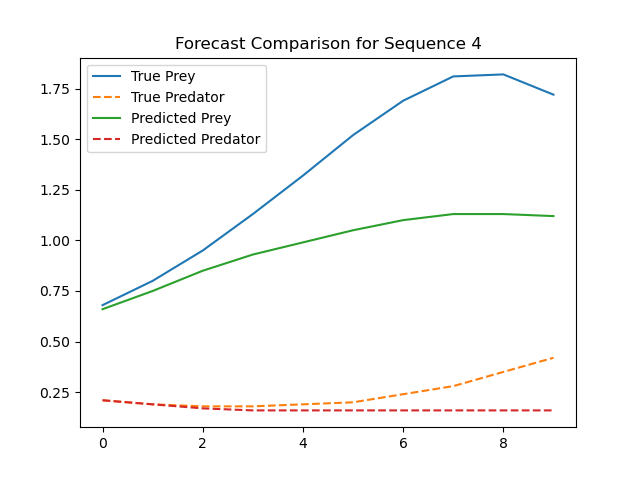 Forecast Comparison for Sequence 4
True Prey
True Predator
Predicted Prey
Predicted Predator
1.75
1.50
1.25
1.00
0.75
0.50
0.25
0 2 4 6 8